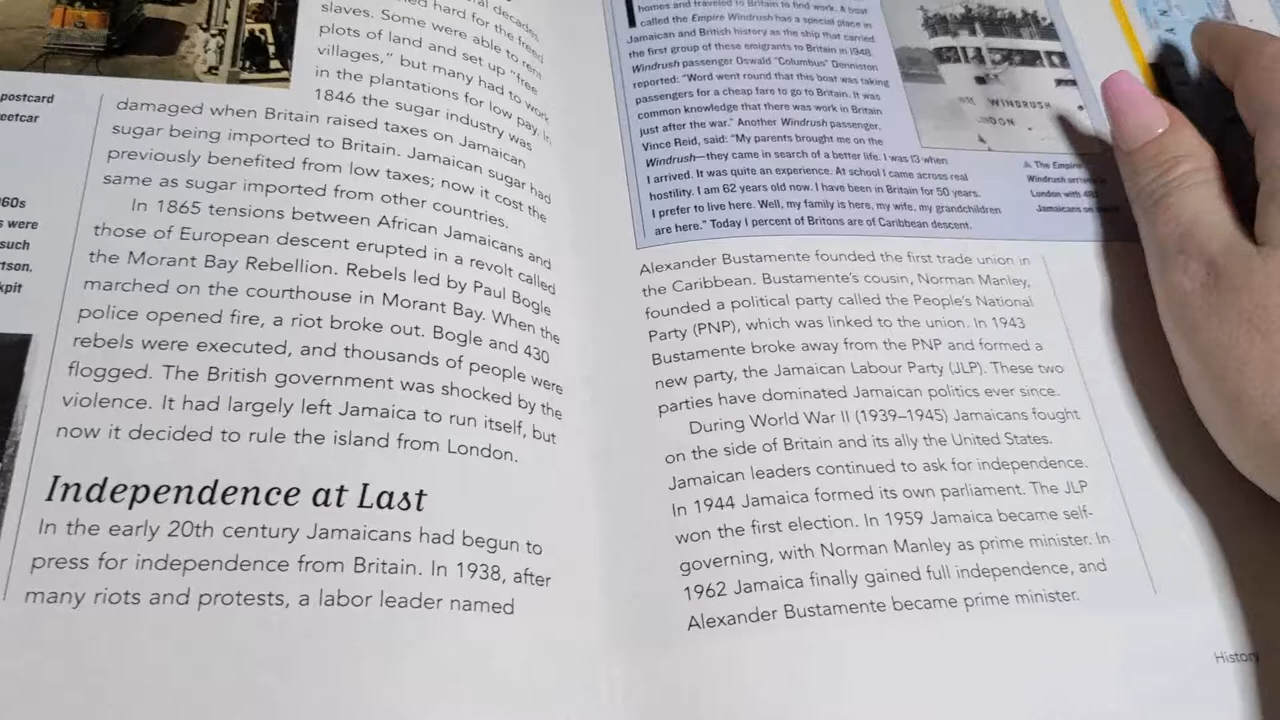 postcard
eetcar
60s
s were
such
tson,
kpit
ral decades
ned hard for the freed
slaves. Some were able to rent
plots of land and set up "free
villages," but many had to work
in the plantations for low pay. In
1846 the sugar industry was
damaged when Britain raised taxes on Jamaican
sugar being imported to Britain. Jamaican sugar had
previously benefited from low taxes; now it cost the
same as sugar imported from other countries.
In 1865 tensions between African Jamaicans and
those of European descent erupted in a revolt called
the Morant Bay Rebellion. Rebels led by Paul Bogle
marched on the courthouse in Morant Bay. When the
police opened fire, a riot broke out. Bogle and 430
rebels were executed, and thousands of people were
flogged. The British government was shocked by the
violence. It had largely left Jamaica to run itself, but
now it decided to rule the island from London.
Independence at Last
In the early 20th century Jamaicans had begun to
press for independence from Britain. In 1938, after
many riots and protests, a labor leader named
homes and traveled to Britain to find work. A boat
called the Empire Windrush has a special place in
Jamaican and British history as the ship that carried
the first group of these emigrants to Britain in 1948.
Windrush passenger Oswald "Columbus" Denniston
reported: "Word went round that this boat was taking
passengers for a cheap fare to go to Britain. It was
common knowledge that there was work in Britain
just after the war." Another Windrush passenger,
Vince Reid, said: "My parents brought me on the
Windrush—they came in search of a better life. I was 13 when
I arrived. It was quite an experience. At school I came across real
hostility. I am 62 years old now. I have been in Britain for 50 years.
I prefer to live here. Well, my family is here, my wife, my grandchildren
are here." Today 1 percent of Britons are of Caribbean descent.
WINDRUSH
LONDON
The Empire
Windrush arr
London with 4
Jamaicans on
Alexander Bustamente founded the first trade union in
the Caribbean. Bustamente's cousin, Norman Manley,
founded a political party called the People's National
Party (PNP), which was linked to the union. In 1943
Bustamente broke away from the PNP and formed a
new party, the Jamaican Labour Party (JLP). These two
parties have dominated Jamaican politics ever since.
During World War II (1939–1945) Jamaicans fought
on the side of Britain and its ally the United States.
Jamaican leaders continued to ask for independence.
In 1944 Jamaica formed its own parliament. The JLP
won the first election. In 1959 Jamaica became self-
governing, with Norman Manley as prime minister. In
1962 Jamaica finally gained full independence, and
Alexander Bustamente became prime minister.
History